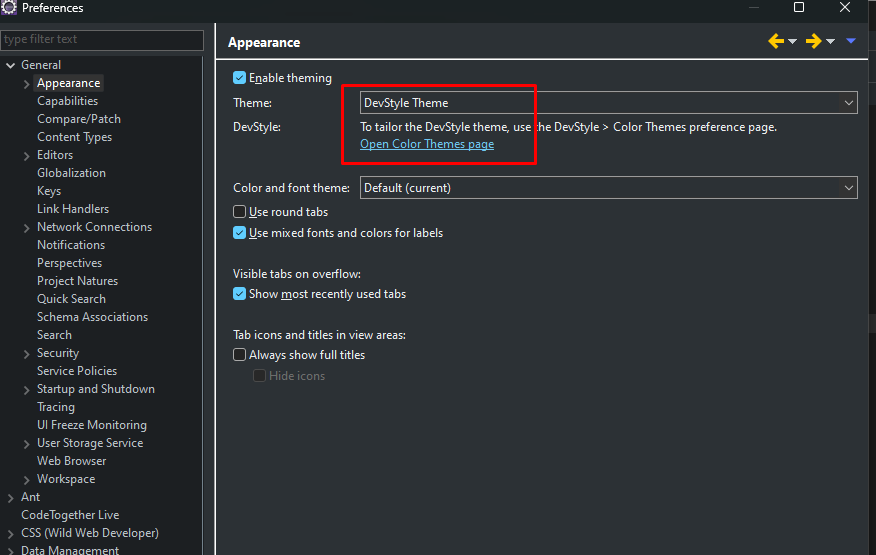 Preferences
type filter text
General
Appearance
Capabilities
Compare/Patch
Content Types
Editors
Globalization
Keys
Link Handlers
Network Connections
Notifications
Perspectives
Project Natures
Quick Search
Schema Associations
Search
Security
Service Policies
Startup and Shutdown
Tracing
UI Freeze Monitoring
User Storage Service
Web Browser
Workspace
Ant
CodeTogether Live
CSS (Wild Web Developer)
Data Management
Appearance
Enable theming
Theme: DevStyle Theme
DevStyle: To tailor the DevStyle theme, use the DevStyle > Color Themes preference page.
Open Color Themes page
Color and font theme: Default (current)
Use round tabs
Use mixed fonts and colors for labels
Visible tabs on overflow:
Show most recently used tabs
Tab icons and titles in view areas:
Always show full titles
Hide icons